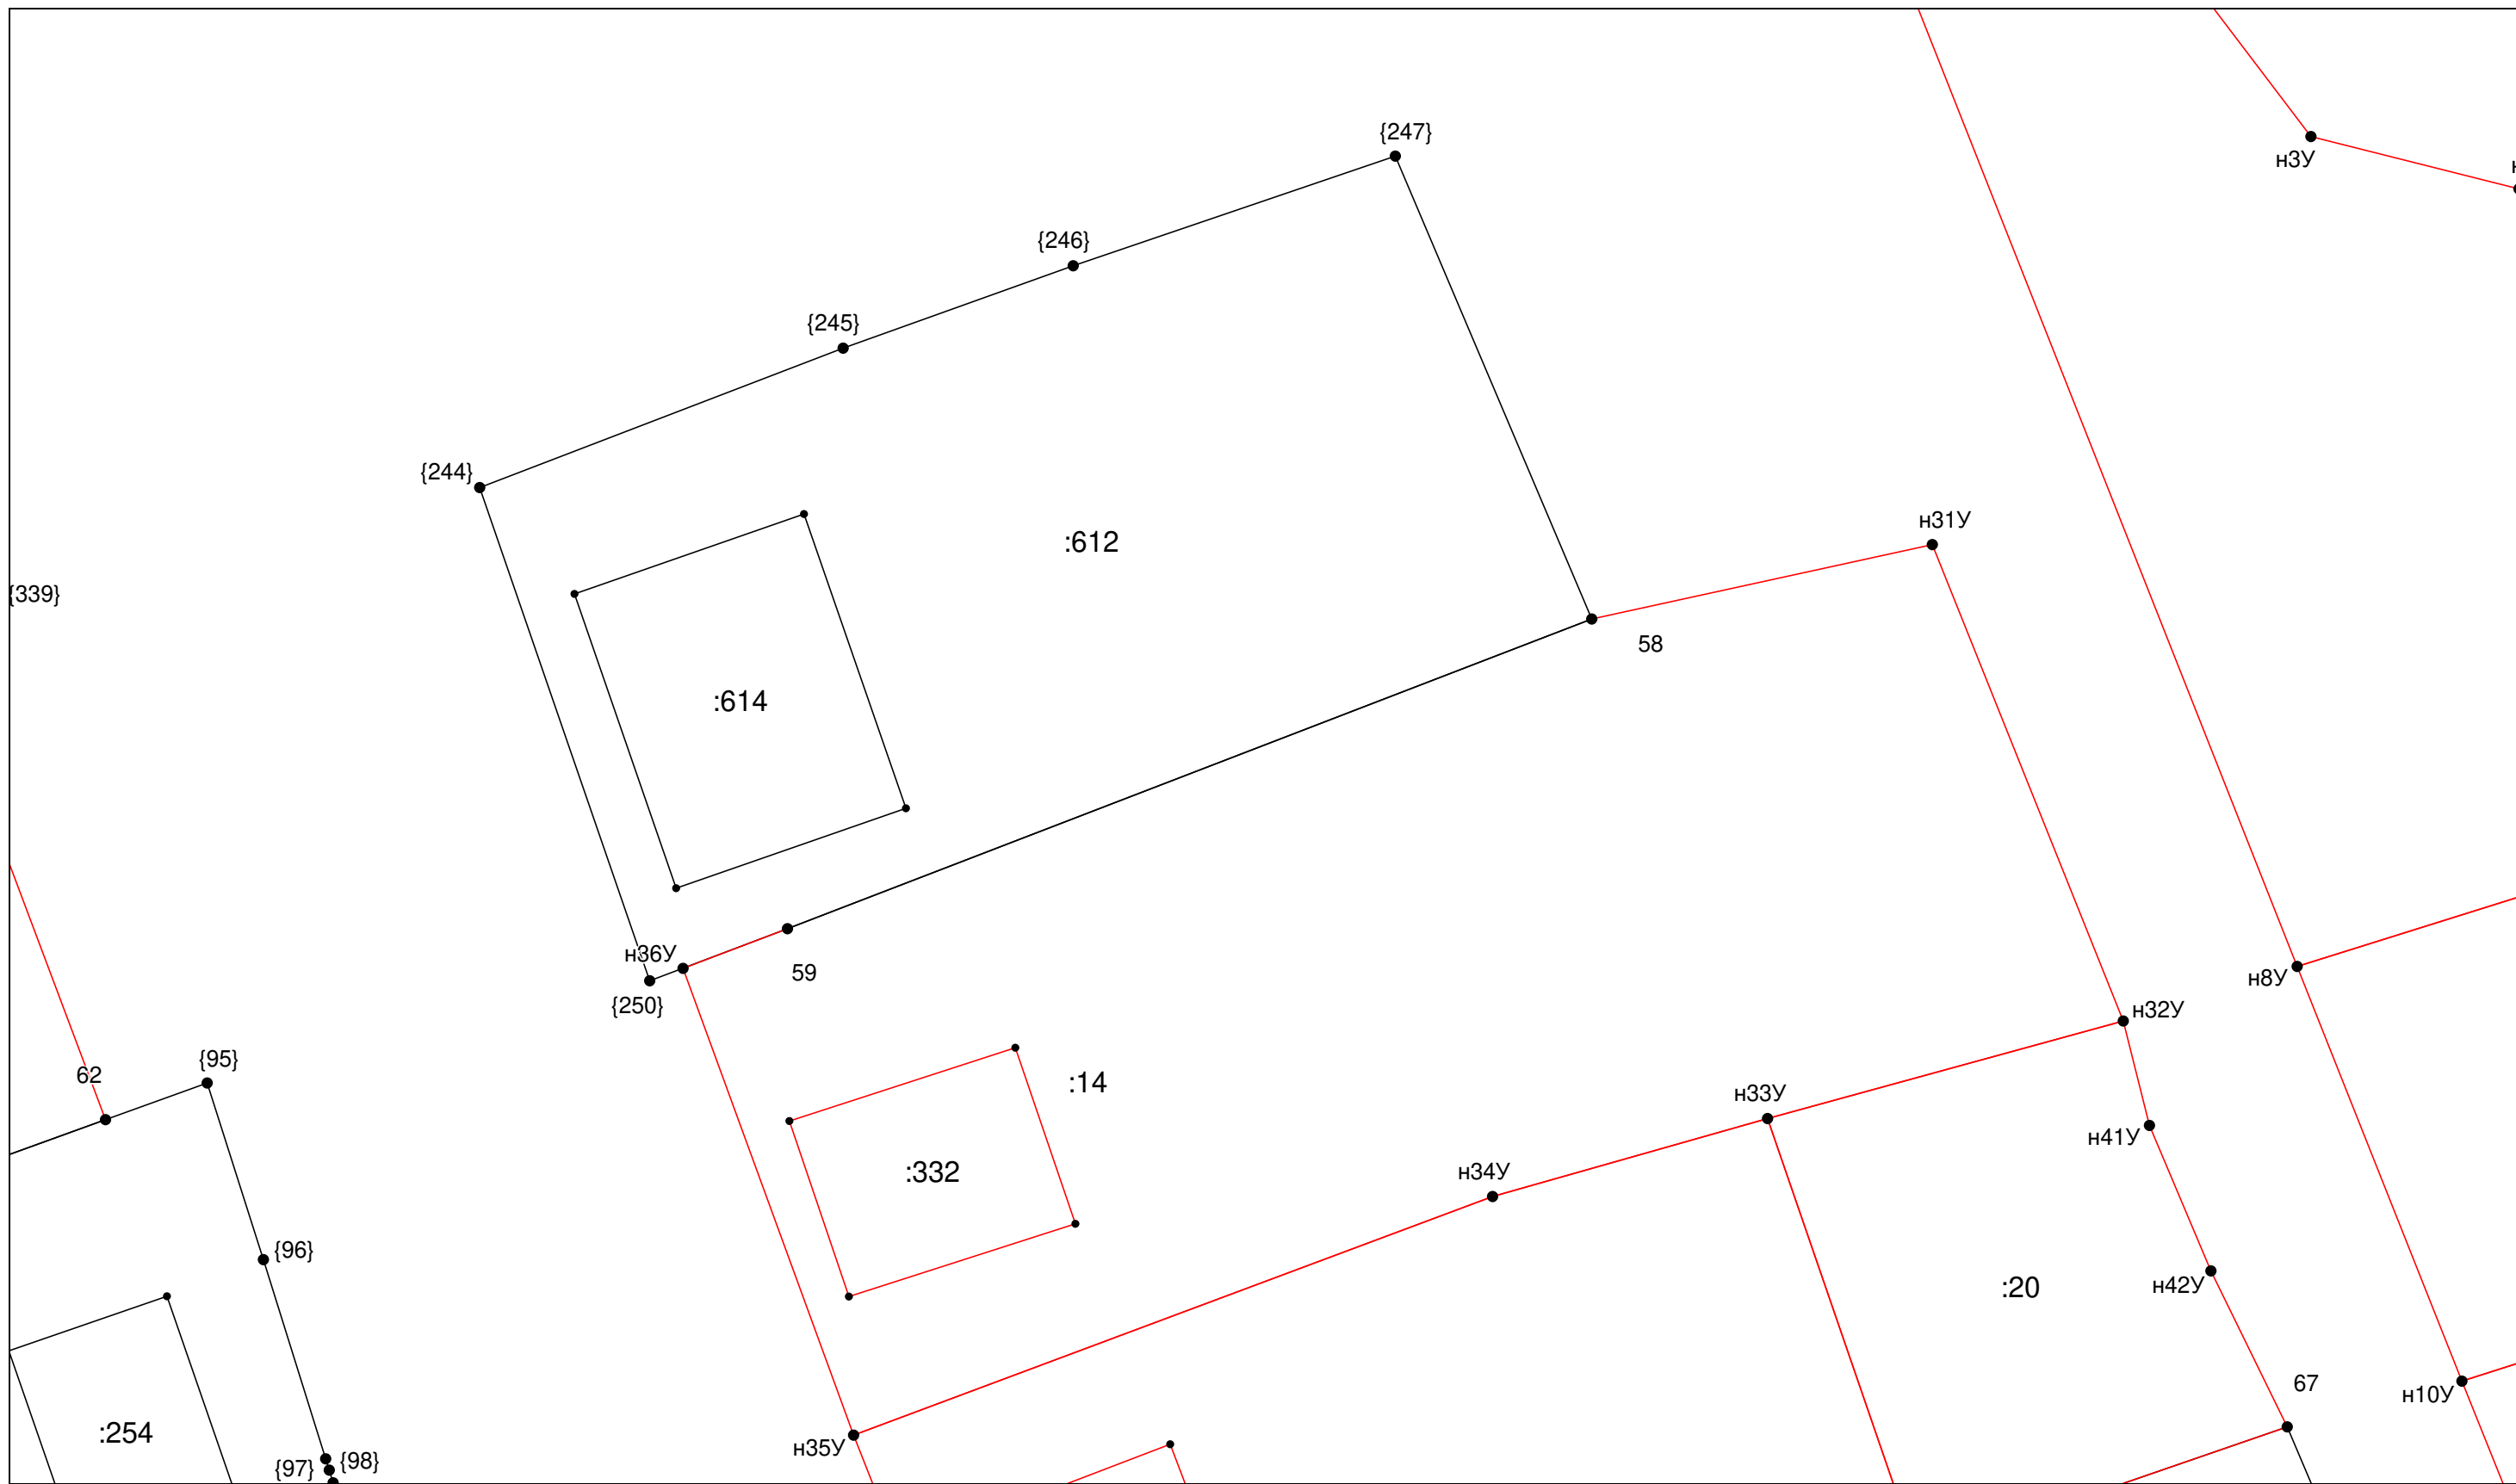 {247}
н3У
{246}
{245}
{244}
н31У
:612
{339}
58
:614
н36У
59
н8У
{250}
н32У
{95}
62
:14
н33У
н41У
:332
н34У
{96}
н42У
:20
67
н10У
:254
н35У
{98}
{97}